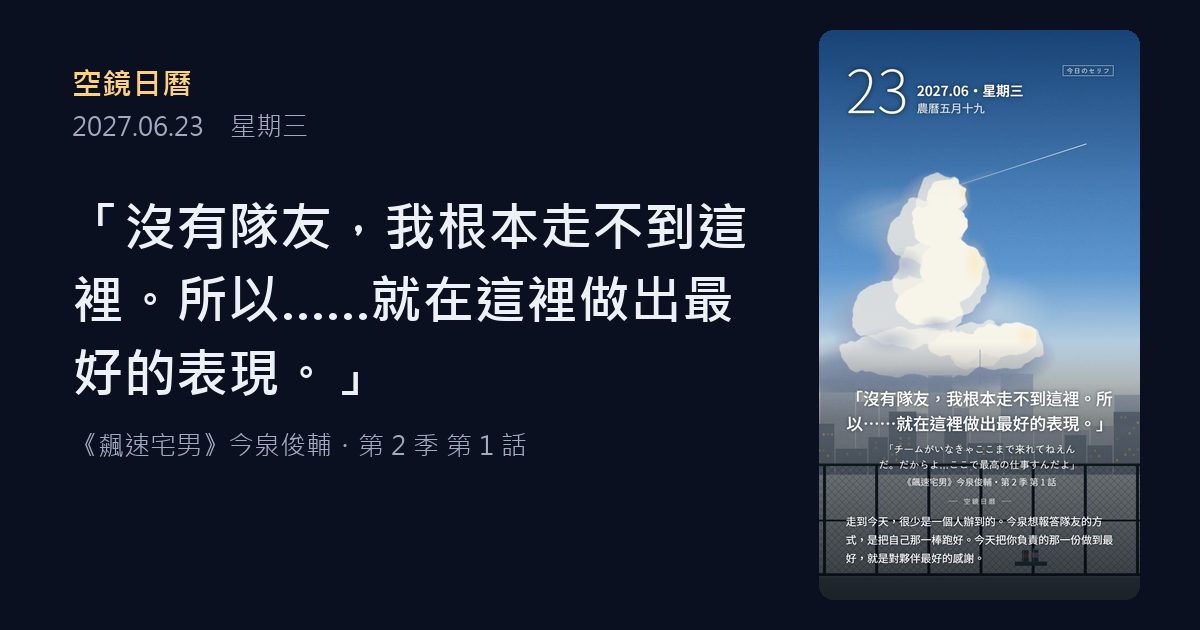 空鏡日曆
2027.06.23 星期三
「沒有隊友，我根本走不到這
裡。所以……就在這裡做出最
好的表現。」
《飆速宅男》今泉俊輔・第 2 季 第 1 話
23
2027.06・星期三
農曆五月十九
今日のセリフ
「沒有隊友，我根本走不到這裡。所
以……就在這裡做出最好的表現。」
「チームがいなきゃここまで来れてねえん
だ。だからよ…ここで最高の仕事すんだよ」
《飆速宅男》今泉俊輔・第 2 季 第 1 話
— 空鏡日曆 —
走到今天，很少是一個人辦到的。今泉想報答隊友的方
式，是把自己那一棒跑好。今天把你負責的那一份做到最
好，就是對夥伴最好的感謝。